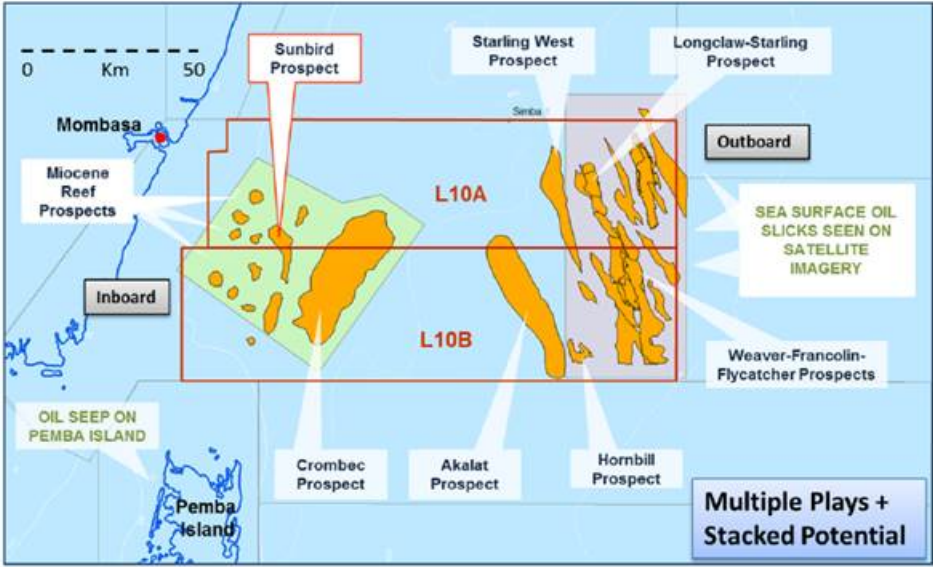 Sunbird
Prospect
Starling West
Prospect
Longclaw-Starling
Prospect
0 Km 50
Mombasa
Simba
Outboard
Miocene
Reef
Prospects
L10A
SEA SURFACE OIL
SLICKS SEEN ON
SATELLITE
IMAGERY
Inboard
L10B
Weaver-Francolin-
Flycatcher Prospects
OIL SEEP ON
PEMBA ISLAND
Crombec
Prospect
Akalat
Prospect
Hornbill
Prospect
Pemba
Island
Multiple Plays +
Stacked Potential